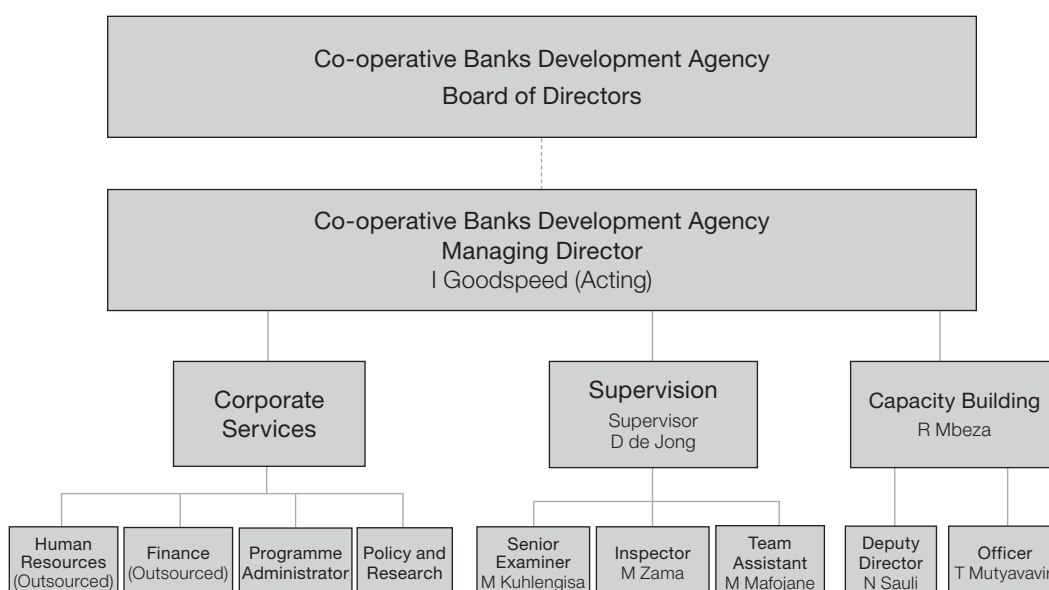 Co-operative Banks Development Agency
Board of Directors
Co-operative Banks Development Agency
Managing Director
I Goodspeed (Acting)
Corporate
Services
Supervision
Supervisor
D de Jong
Capacity Building
R Mbeza
Human
Resources
(Outsourced)
Finance
(Outsourced)
Programme
Administrator
Policy and
Research
Senior
Examiner
M Kuhlengisa
Inspector
M Zama
Team
Assistant
M Mafojane
Deputy
Director
N Sauli
Officer
T Mutyavaviri